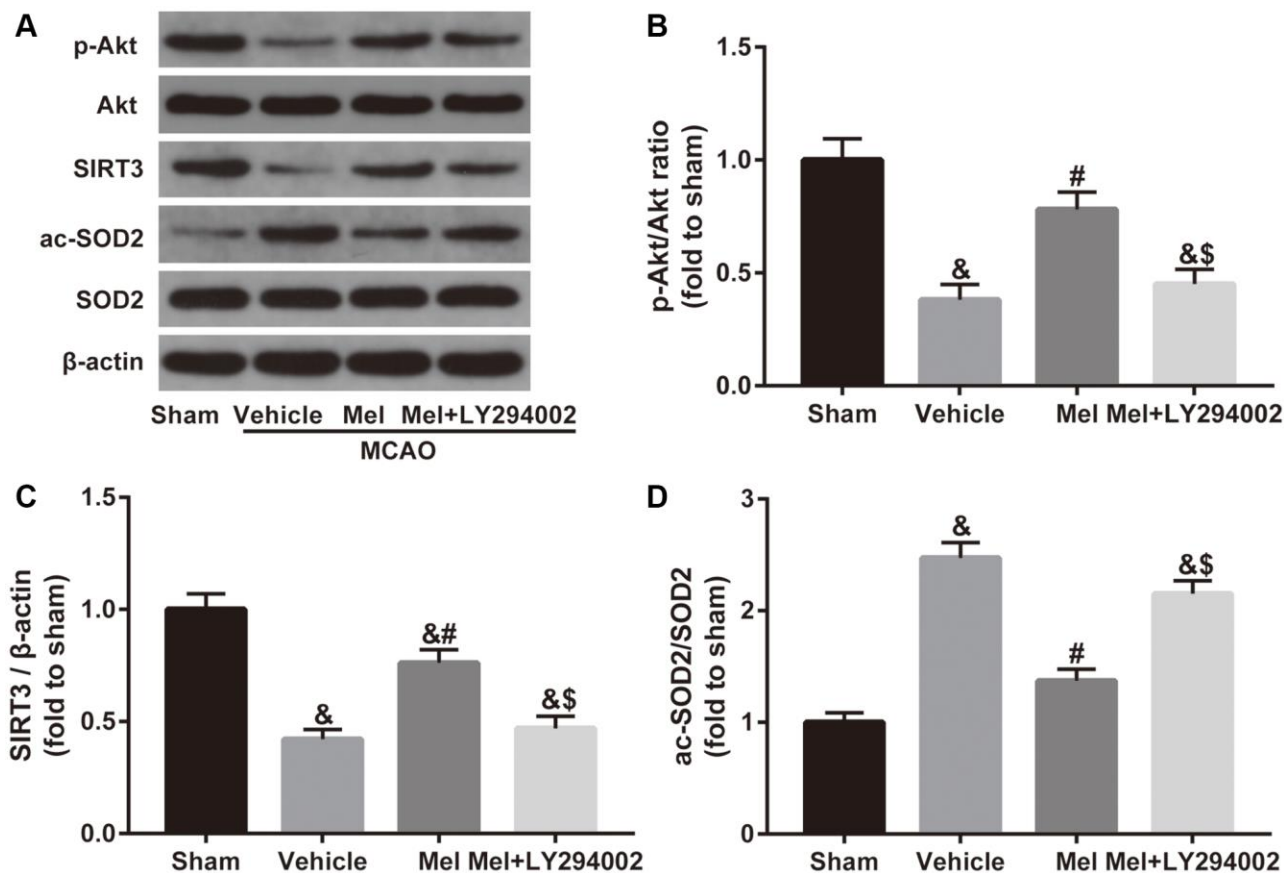 A
p-Akt
Akt
SIRT3
ac-SOD2
SOD2
β-actin
Sham Vehicle Mel Mel+LY294002
MCAO
B
p-Akt/Akt ratio
(fold to sham)
1.5
1.0
0.5
0.0
&
#
&$
Sham Vehicle Mel Mel+LY294002
C
SIRT3 / β-actin
(fold to sham)
1.5
1.0
0.5
0.0
&
&#
&$
Sham Vehicle Mel Mel+LY294002
D
ac-SOD2/SOD2
(fold to sham)
3
2
1
0
&
#
&$
Sham Vehicle Mel Mel+LY294002